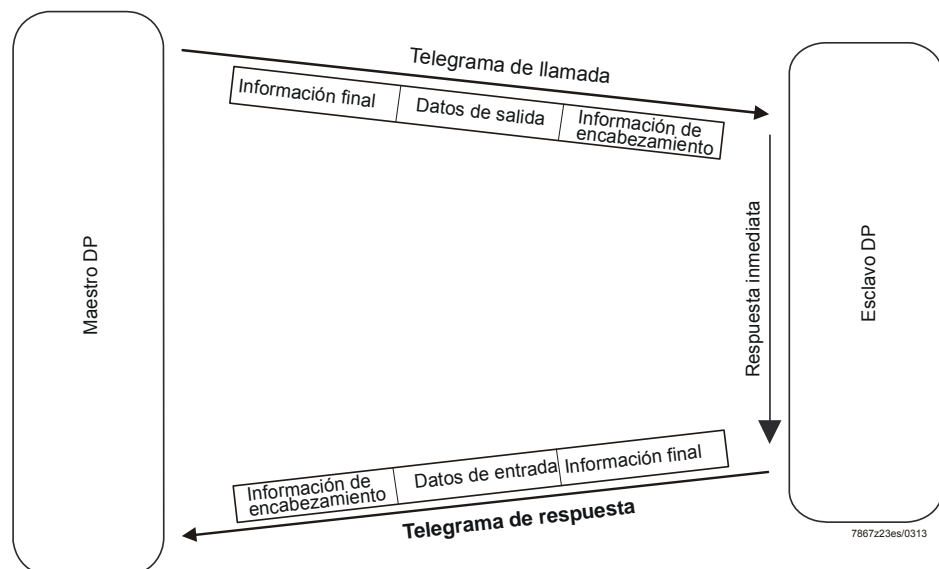 Telegrama de llamada
Información final
Datos de salida
Información de
encabezamiento
Maestro DP
Respuesta inmediata
Esclavo DP
Información de
encabezamiento
Datos de entrada
Información final
Telegrama de respuesta
7867z23es/0313